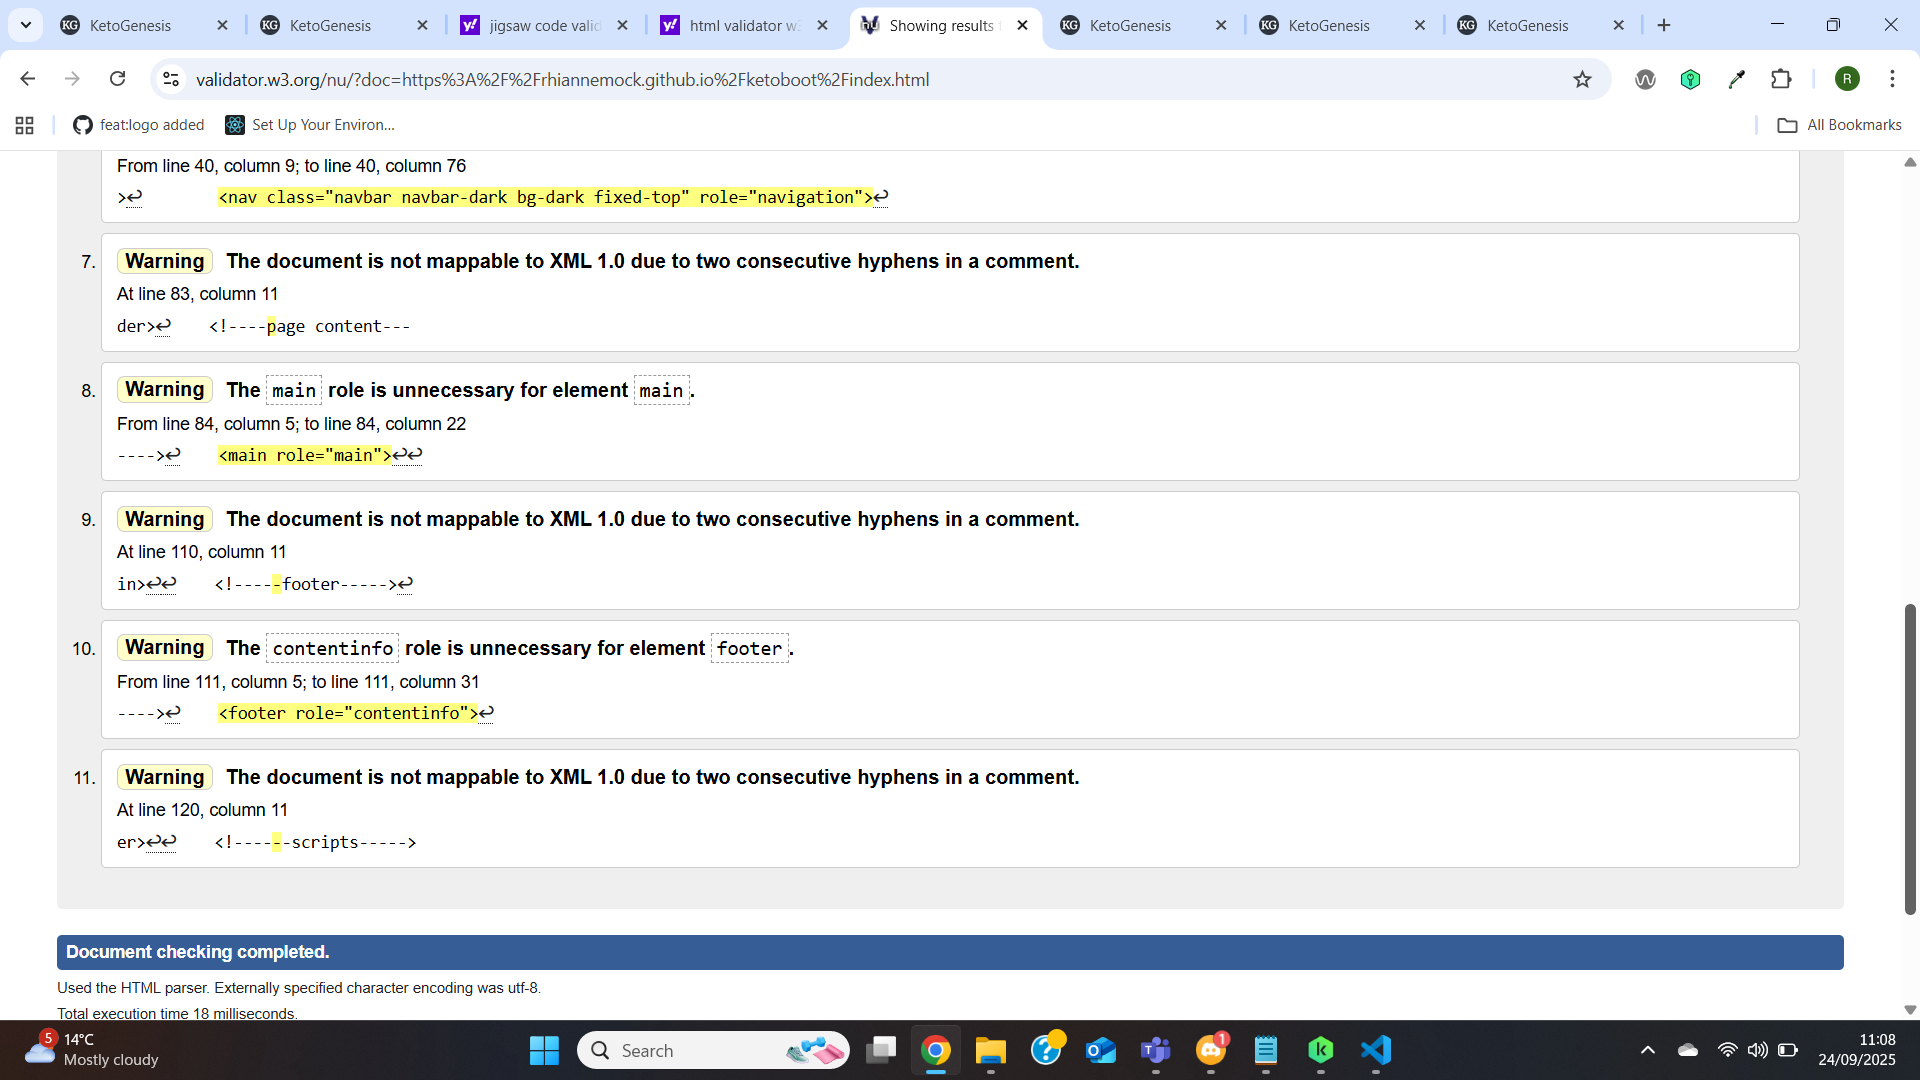 KetoGenesis
KetoGenesis
jigsaw code valid
html validator w3
Showing results f
KetoGenesis
KetoGenesis
KetoGenesis
validator.w3.org/nu/?doc=https%3A%2F%2Frhiannemock.github.io%2Fketoboot%2Findex.html
R
feat:logo added
Set Up Your Environ...
All Bookmarks
From line 40, column 9; to line 40, column 76
>↩ <nav class="navbar navbar-dark bg-dark fixed-top" role="navigation">↩
7. Warning The document is not mappable to XML 1.0 due to two consecutive hyphens in a comment.
At line 83, column 11
der>↩ <!----page content---
8. Warning The main role is unnecessary for element main.
From line 84, column 5; to line 84, column 22
---->↩ <main role="main">↩↩
9. Warning The document is not mappable to XML 1.0 due to two consecutive hyphens in a comment.
At line 110, column 11
in>↩↩ <!-----footer----->↩
10. Warning The contentinfo role is unnecessary for element footer.
From line 111, column 5; to line 111, column 31
---->↩ <footer role="contentinfo">↩
11. Warning The document is not mappable to XML 1.0 due to two consecutive hyphens in a comment.
At line 120, column 11
er>↩↩ <!------scripts----->
Document checking completed.
Used the HTML parser. Externally specified character encoding was utf-8.
Total execution time 18 milliseconds.
5
14°C
Mostly cloudy
Search
1
11:08
24/09/2025